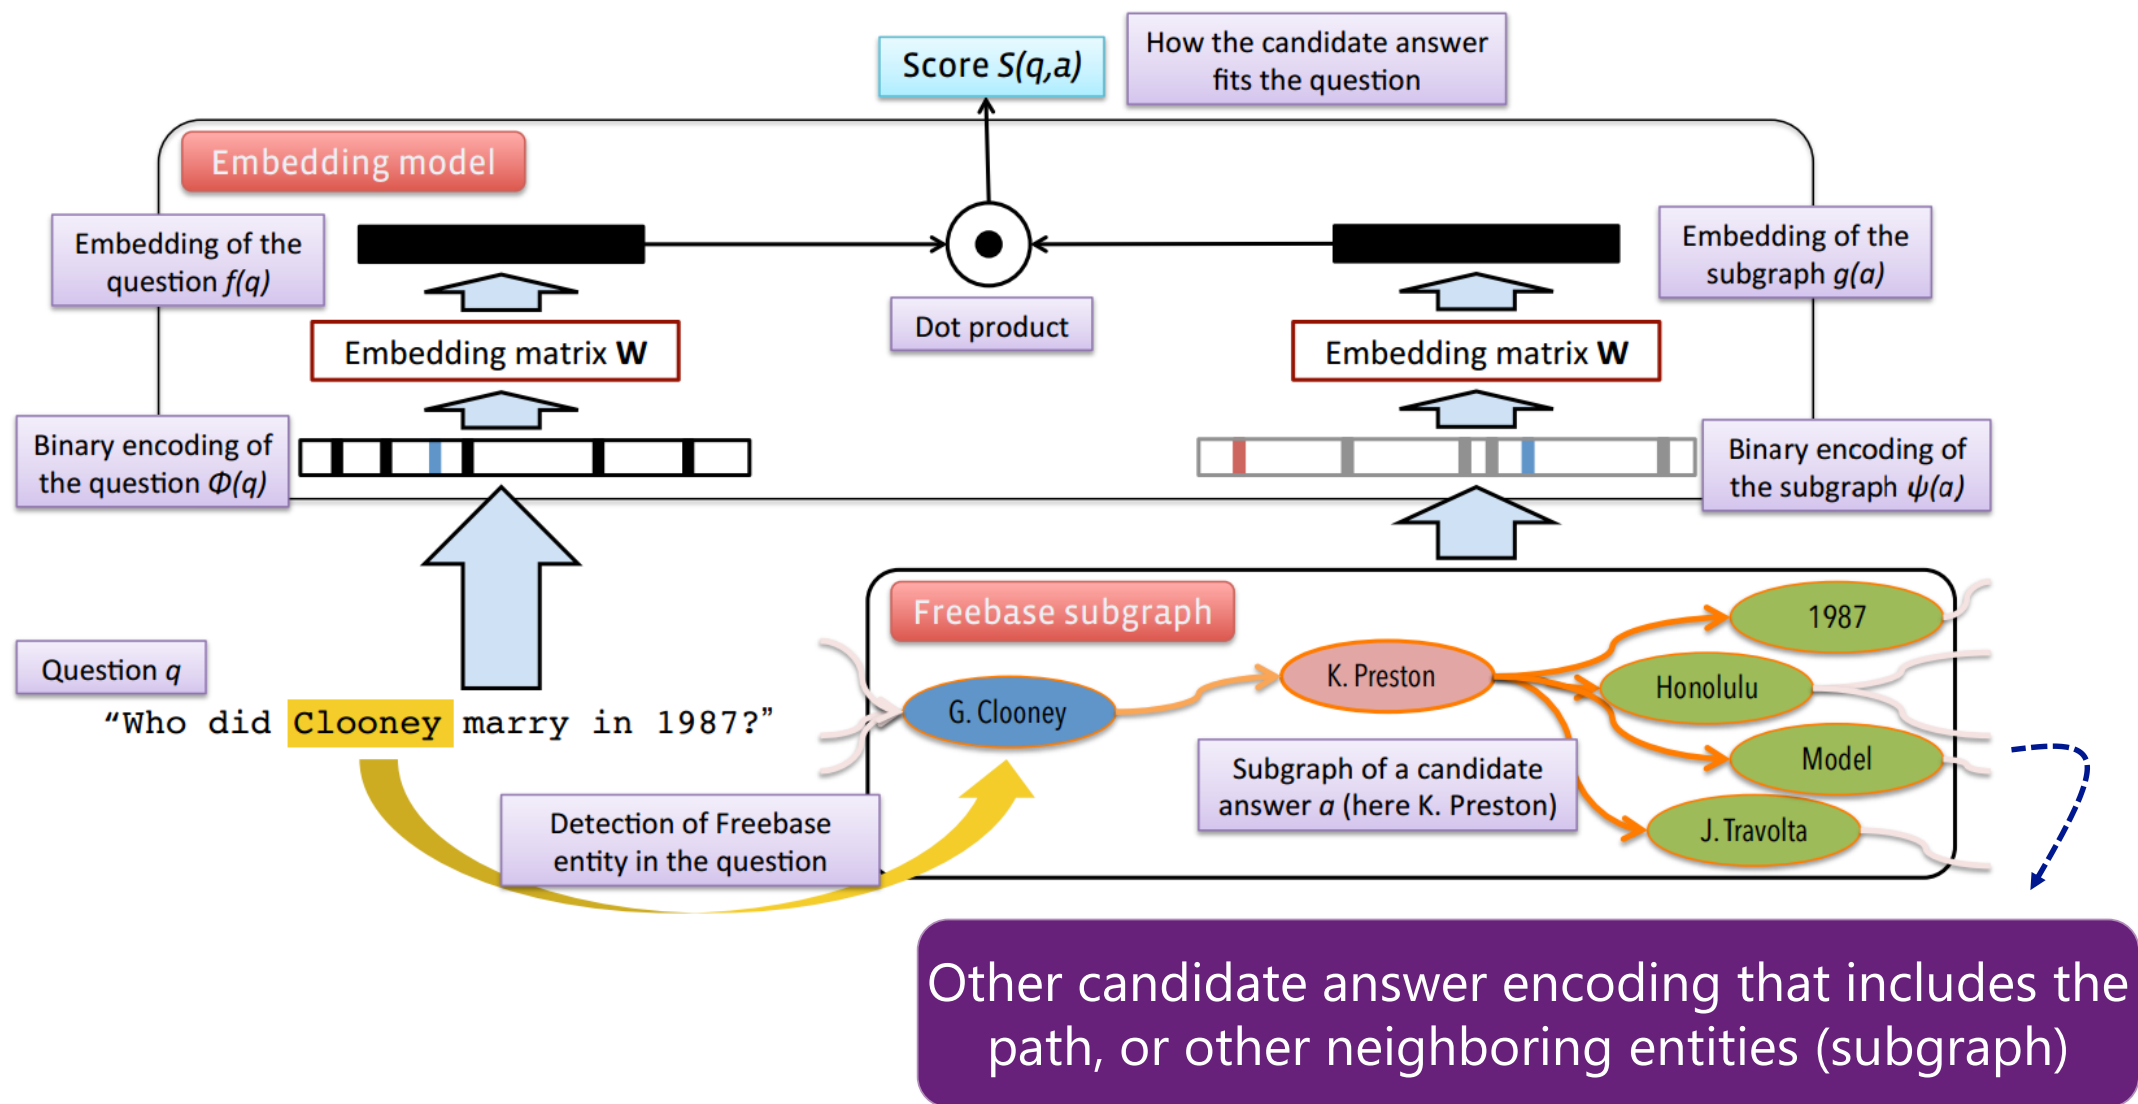 Score S(q,a)
How the candidate answer
fits the question
Embedding model
Embedding of the
question f(q)
Embedding of the
subgraph g(a)
Dot product
Embedding matrix W
Embedding matrix W
Binary encoding of
the question Φ(q)
Binary encoding of
the subgraph ψ(a)
Freebase subgraph
1987
Question q
K. Preston
Honolulu
"Who did Clooney marry in 1987?”
G. Clooney
Model
Subgraph of a candidate
answer a (here K. Preston)
J. Travolta
Detection of Freebase
entity in the question
Other candidate answer encoding that includes the
path, or other neighboring entities (subgraph)